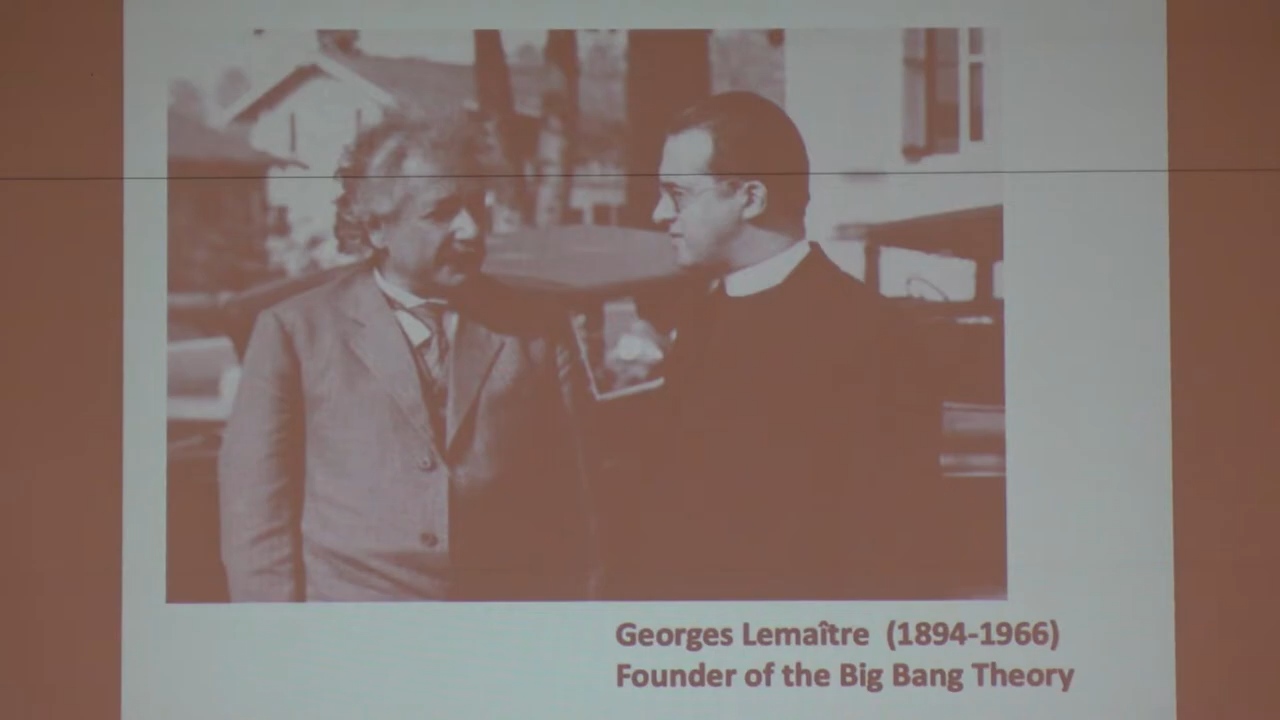 Georges Lemaître (1894-1966)
Founder of the Big Bang Theory